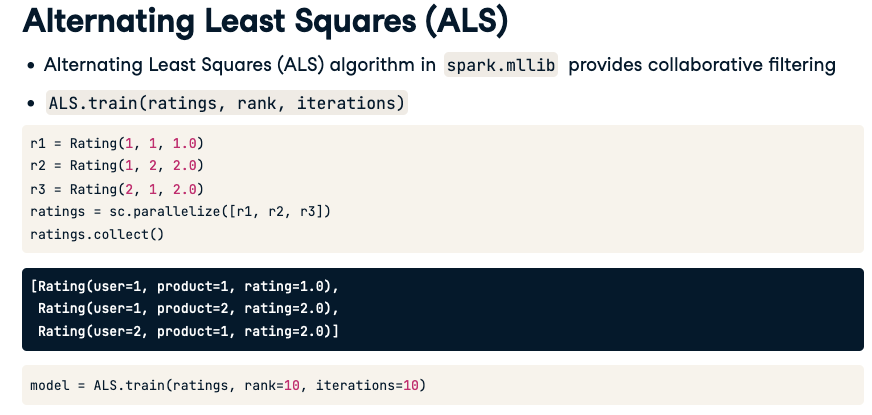 Alternating Least Squares (ALS)
• Alternating Least Squares (ALS) algorithm in spark.mllib provides collaborative filtering
• ALS.train(ratings, rank, iterations)
r1 = Rating(1, 1, 1.0)
r2 = Rating(1, 2, 2.0)
r3 = Rating(2, 1, 2.0)
ratings = sc.parallelize([r1, r2, r3])
ratings.collect()
[Rating(user=1, product=1, rating=1.0),
 Rating(user=1, product=2, rating=2.0),
 Rating(user=2, product=1, rating=2.0)]
model = ALS.train(ratings, rank=10, iterations=10)